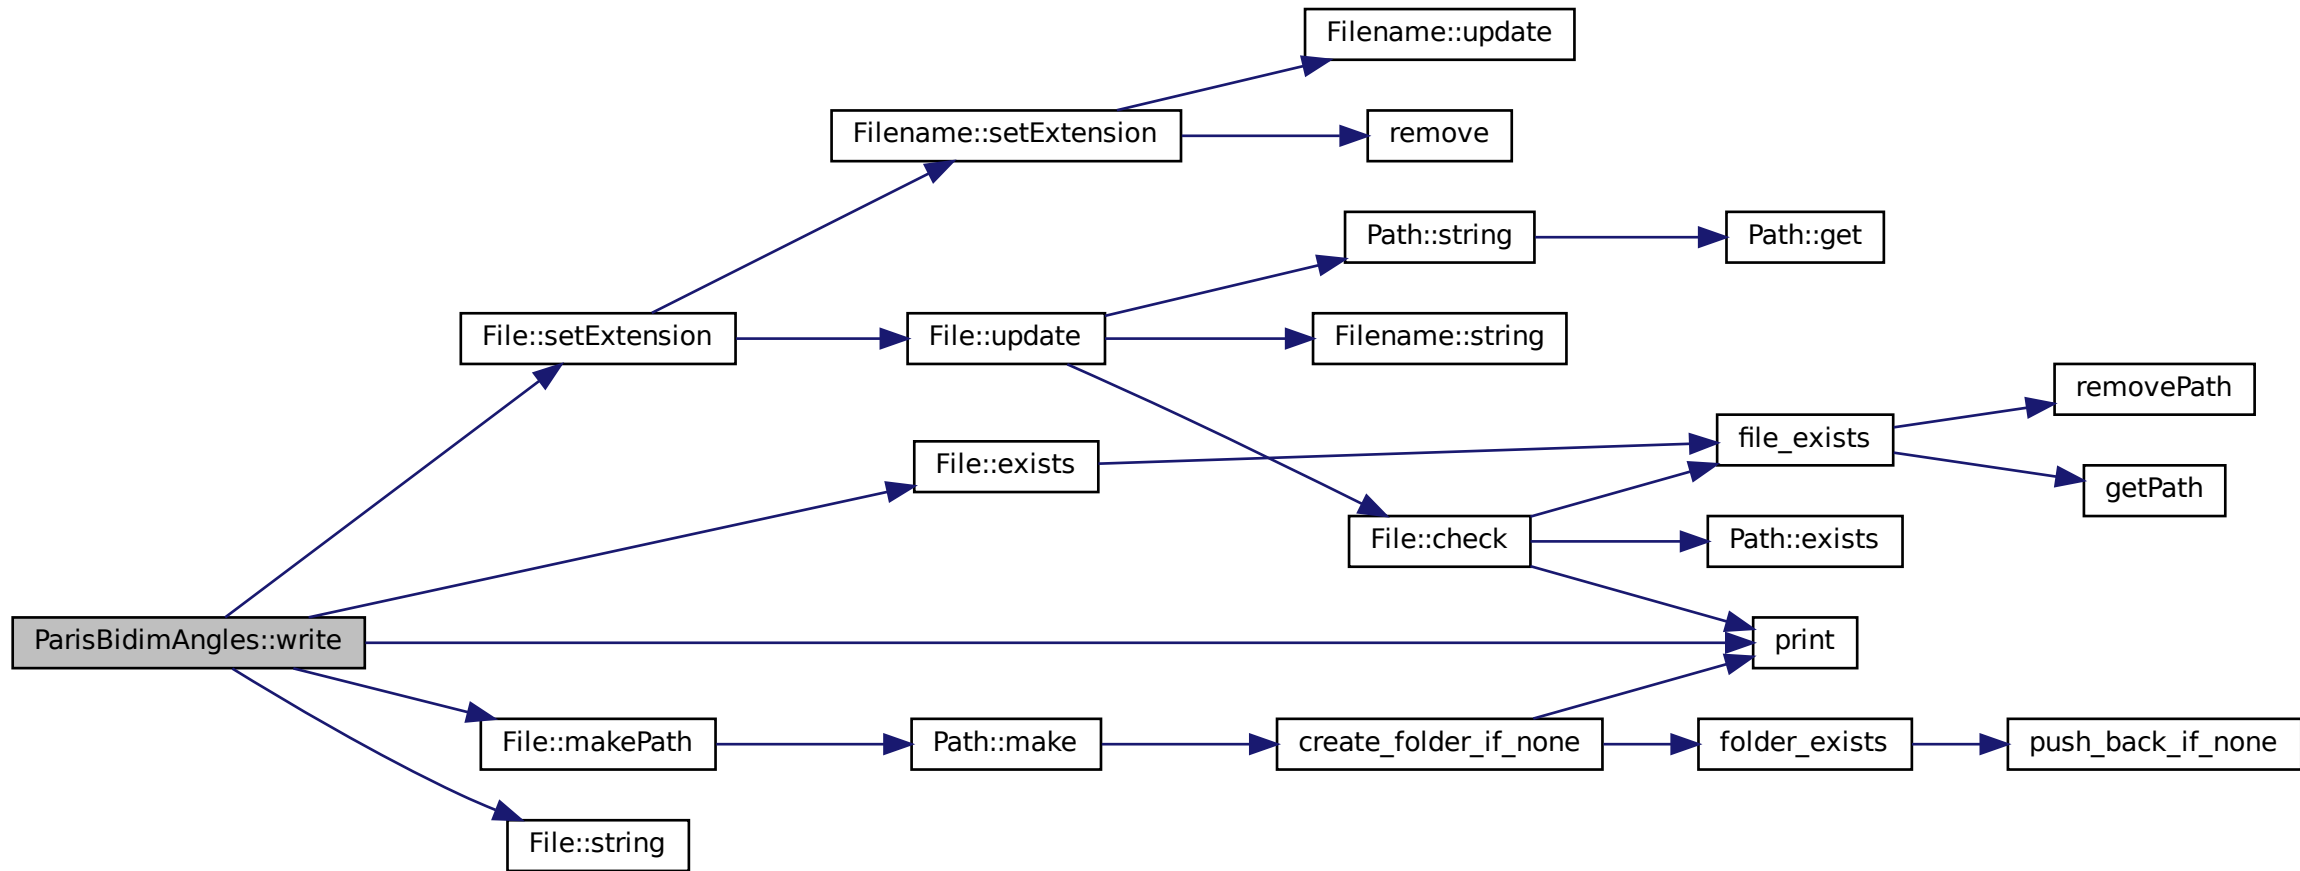 Filename::update
Filename::setExtension
remove
Path::string
Path::get
File::setExtension
File::update
Filename::string
removePath
file_exists
File::exists
getPath
File::check
Path::exists
ParisBidimAngles::write
print
File::makePath
Path::make
create_folder_if_none
folder_exists
push_back_if_none
File::string